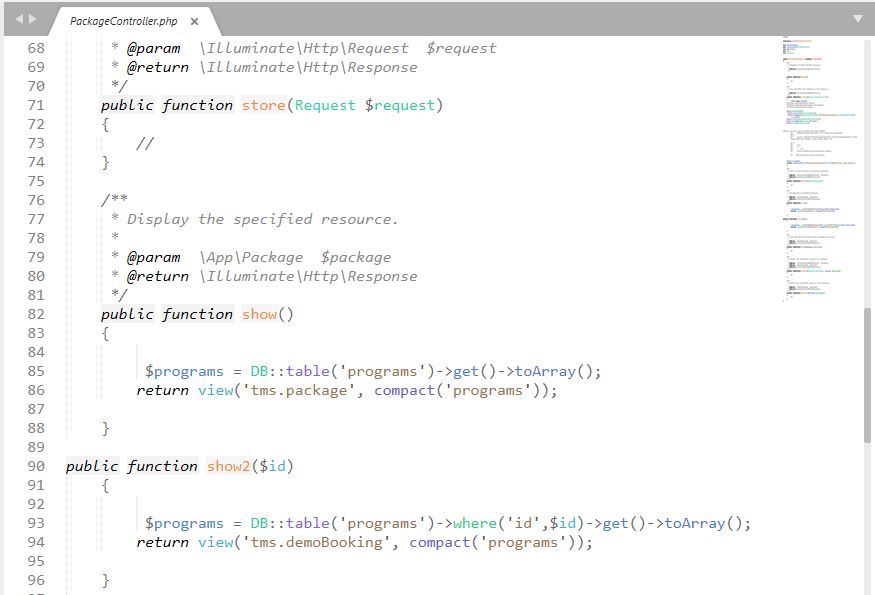 PackageController.php ×
68 * @param \Illuminate\Http\Request $request
69 * @return \Illuminate\Http\Response
70 */
71 public function store(Request $request)
72 {
73 //
74 }
75
76 /**
77 * Display the specified resource.
78 *
79 * @param \App\Package $package
80 * @return \Illuminate\Http\Response
81 */
82 public function show()
83 {
84
85 $programs = DB::table('programs')->get()->toArray();
86 return view('tms.package', compact('programs'));
87
88 }
89
90 public function show2($id)
91 {
92
93 $programs = DB::table('programs')->where('id',$id)->get()->toArray();
94 return view('tms.demoBooking', compact('programs'));
95
96 }